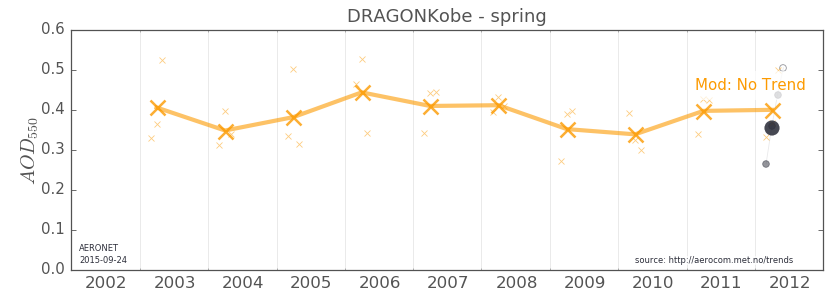 DRAGONKobe - spring
0.6
0.5
0.4
0.3
0.2
0.1
0.0
AOD550
Mod: No Trend
AERONET
2015-09-24
source: http://aerocom.met.no/trends
2002 2003 2004 2005 2006 2007 2008 2009 2010 2011 2012